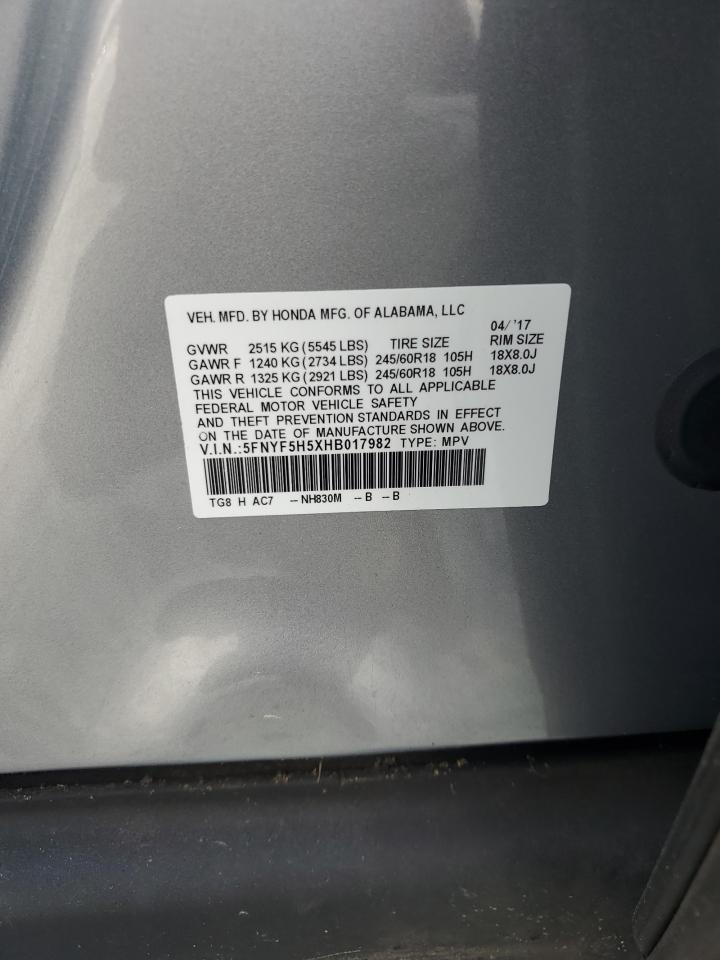 VEH. MFD. BY HONDA MFG. OF ALABAMA, LLC
04/ '17
GVWR 2515 KG (5545 LBS) TIRE SIZE RIM SIZE
GAWR F 1240 KG (2734 LBS) 245/60R18 105H 18X8.0J
GAWR R 1325 KG (2921 LBS) 245/60R18 105H 18X8.0J
THIS VEHICLE CONFORMS TO ALL APPLICABLE
FEDERAL MOTOR VEHICLE SAFETY
AND THEFT PREVENTION STANDARDS IN EFFECT
ON THE DATE OF MANUFACTURE SHOWN ABOVE.
V.I.N.:5FNYF5H5XHB017982 TYPE: MPV
TG8 H AC7 --NH830M --B --B